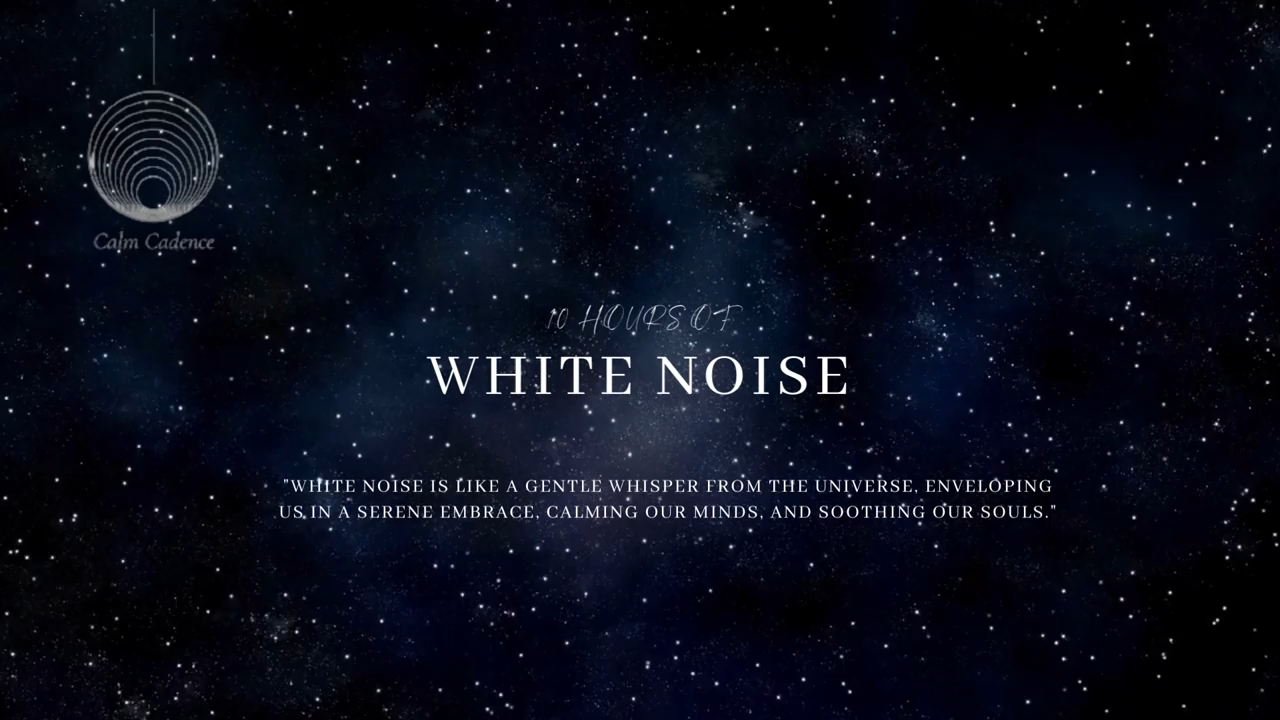 Calm Cadence
10 HOURS OF
WHITE NOISE
"WHITE NOISE IS LIKE A GENTLE WHISPER FROM THE UNIVERSE, ENVELOPING
US IN A SERENE EMBRACE, CALMING OUR MINDS, AND SOOTHING OUR SOULS."